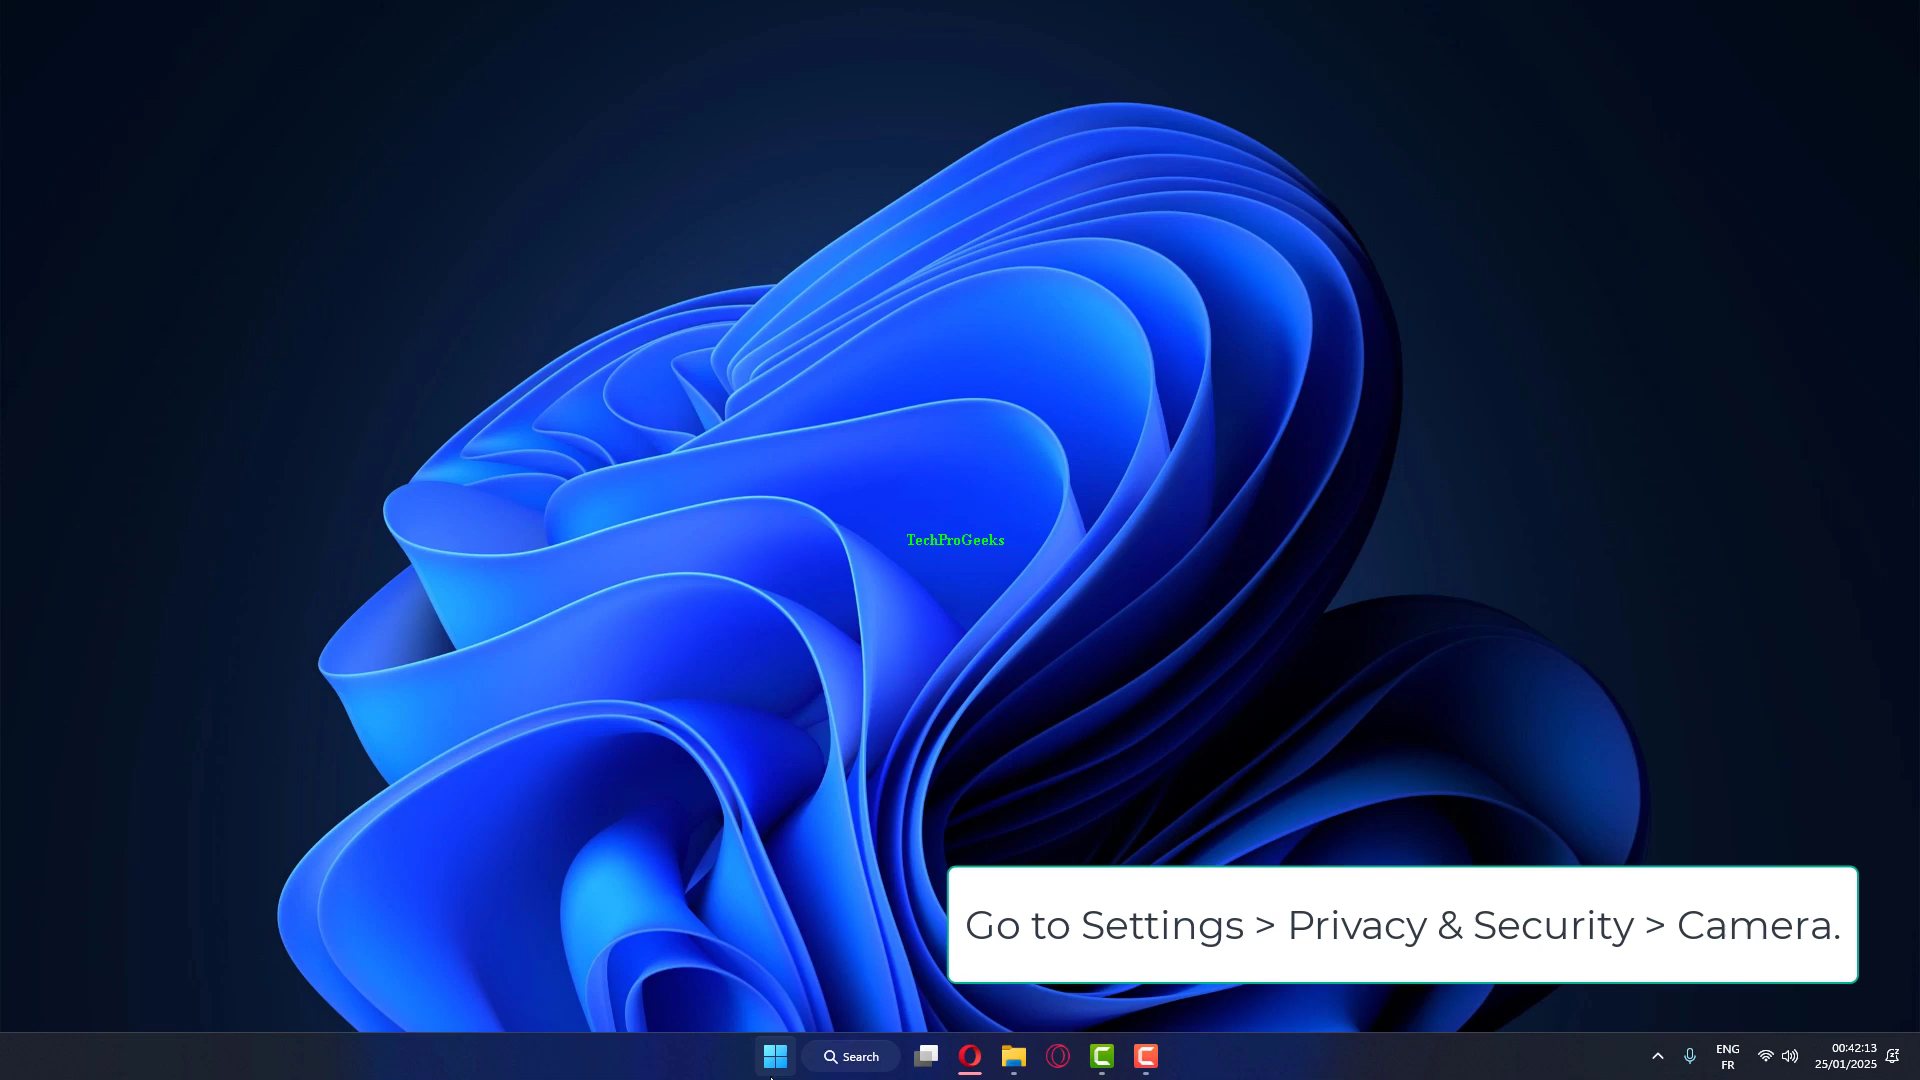 TechProGeeks
Go to Settings > Privacy & Security > Camera.
Search
ENG
FR
00:42:13
25/01/2025